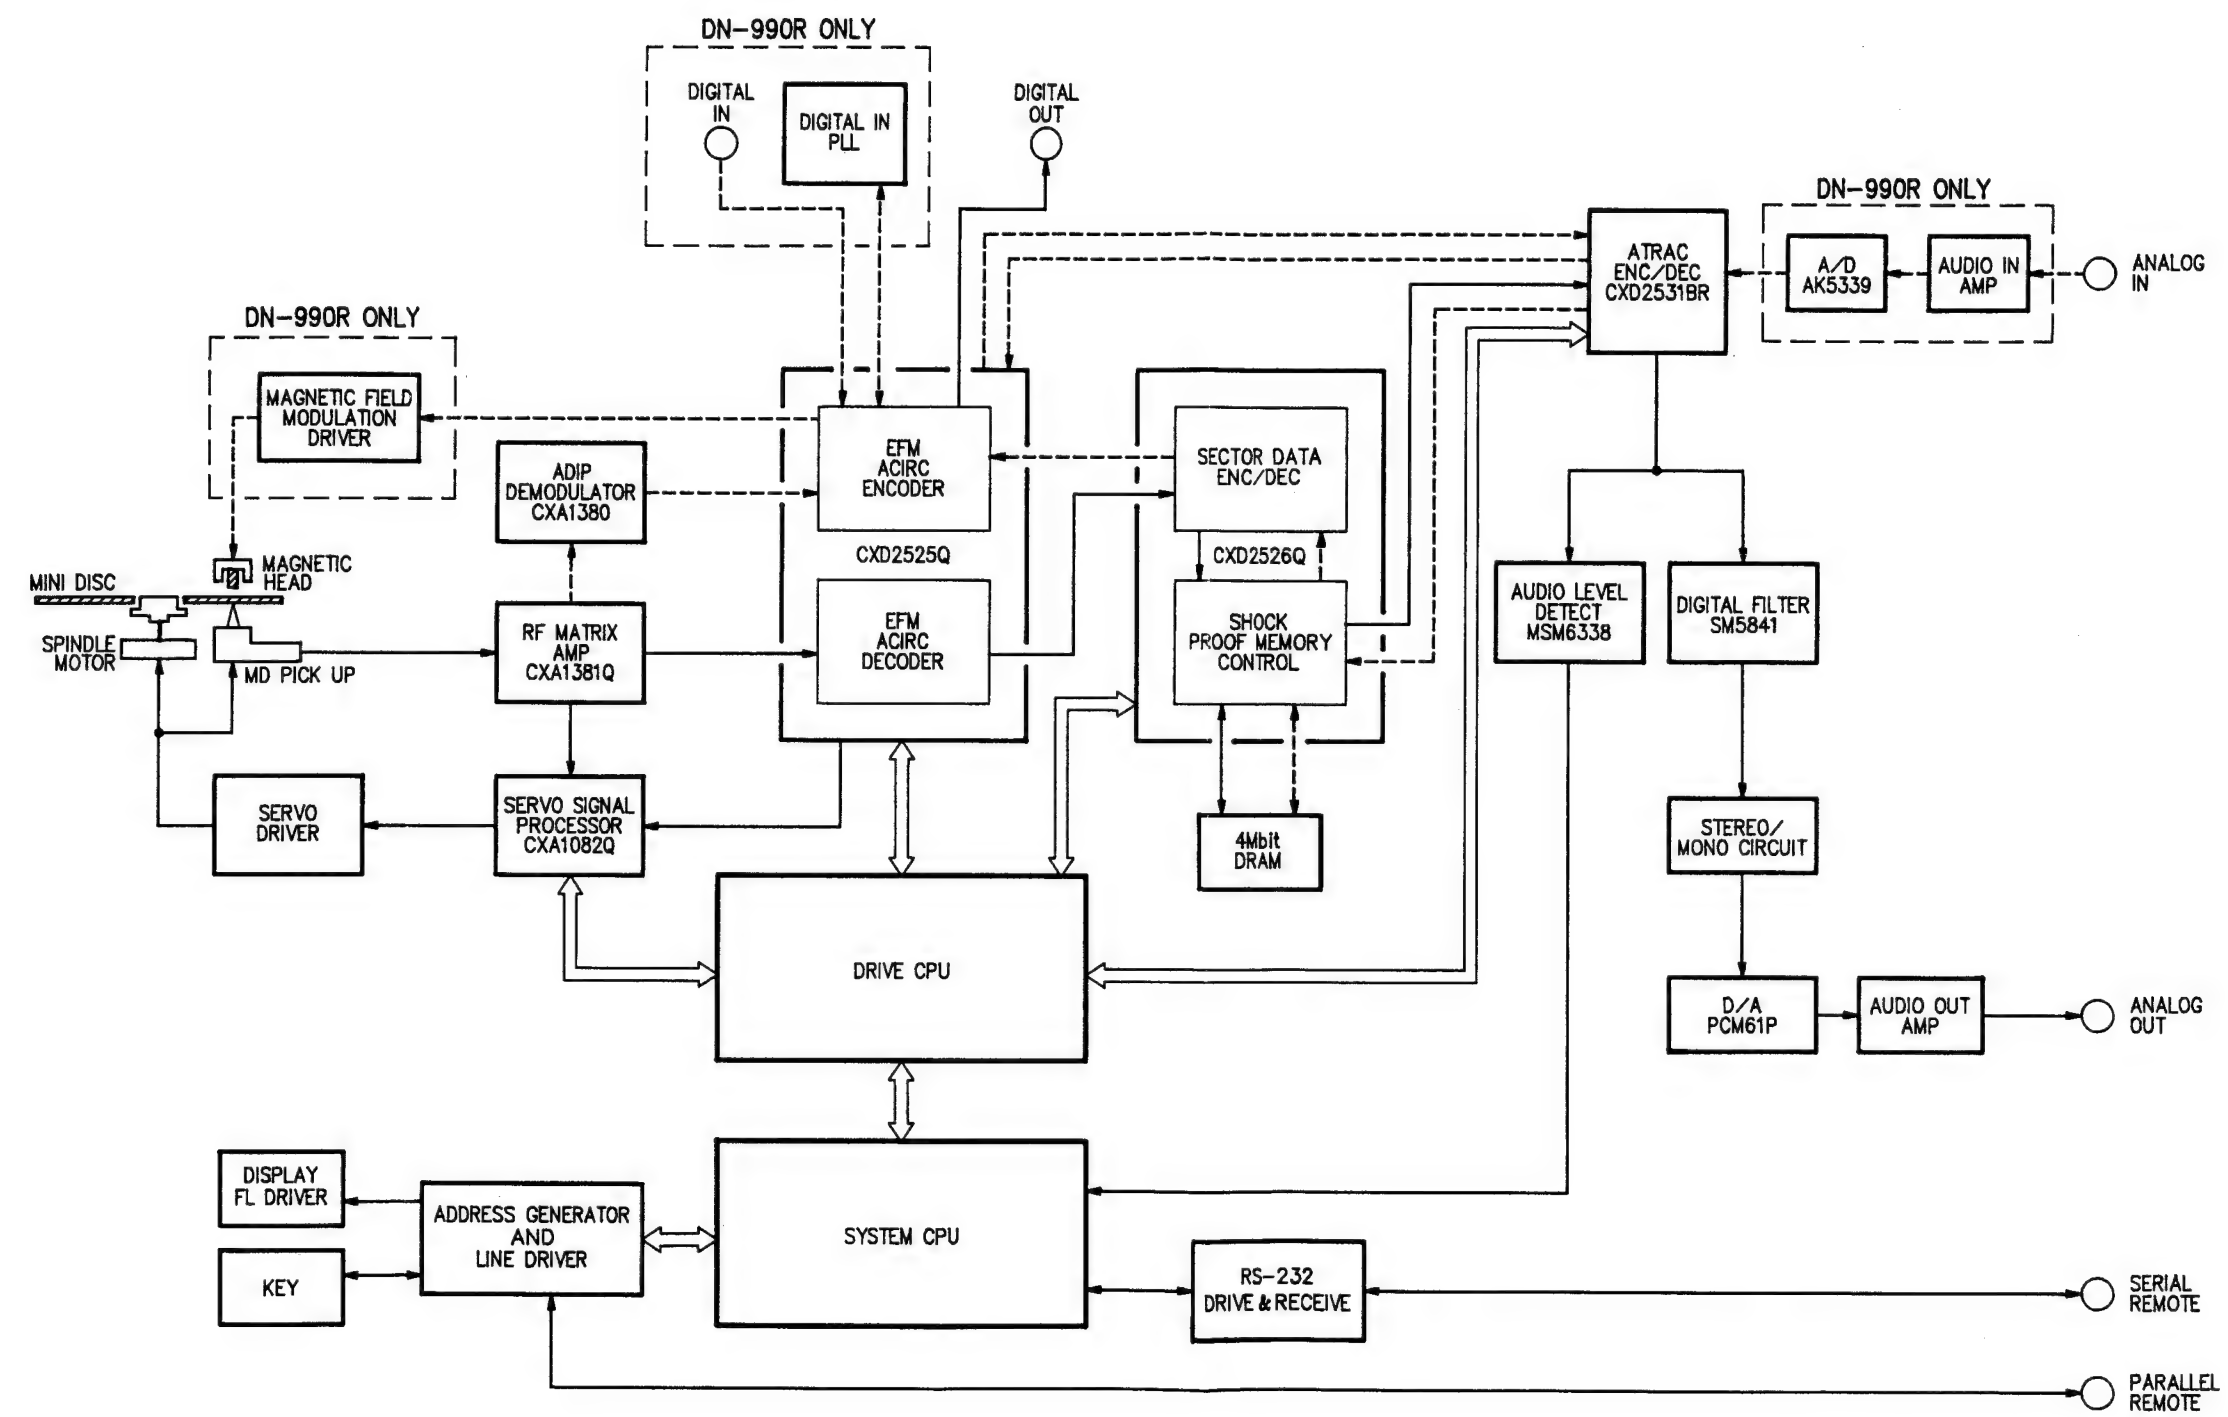 DN-990R ONLY
DIGITAL
IN
DIGITAL IN
PLL
DIGITAL
OUT
DN-990R ONLY
ATRAC
ENC/DEC
CXD2531BR
A/D
AK5339
AUDIO IN
AMP
ANALOG
IN
DN-990R ONLY
MAGNETIC FIELD
MODULATION
DRIVER
ADIP
DEMODULATOR
CXA1380
EFM
ACIRC
ENCODER
CXD2525Q
EFM
ACIRC
DECODER
SECTOR DATA
ENC/DEC
CXD2526Q
SHOCK
PROOF MEMORY
CONTROL
MAGNETIC
HEAD
MINI DISC
SPINDLE
MOTOR
MD PICK UP
RF MATRIX
AMP
CXA1381Q
AUDIO LEVEL
DETECT
MSM6338
DIGITAL FILTER
SM5841
SERVO
DRIVER
SERVO SIGNAL
PROCESSOR
CXA1082Q
4Mbit
DRAM
STEREO/
MONO CIRCUIT
DRIVE CPU
D/A
PCM61P
AUDIO OUT
AMP
ANALOG
OUT
DISPLAY
FL DRIVER
KEY
ADDRESS GENERATOR
AND
LINE DRIVER
SYSTEM CPU
RS-232
DRIVE & RECEIVE
SERIAL
REMOTE
PARALLEL
REMOTE